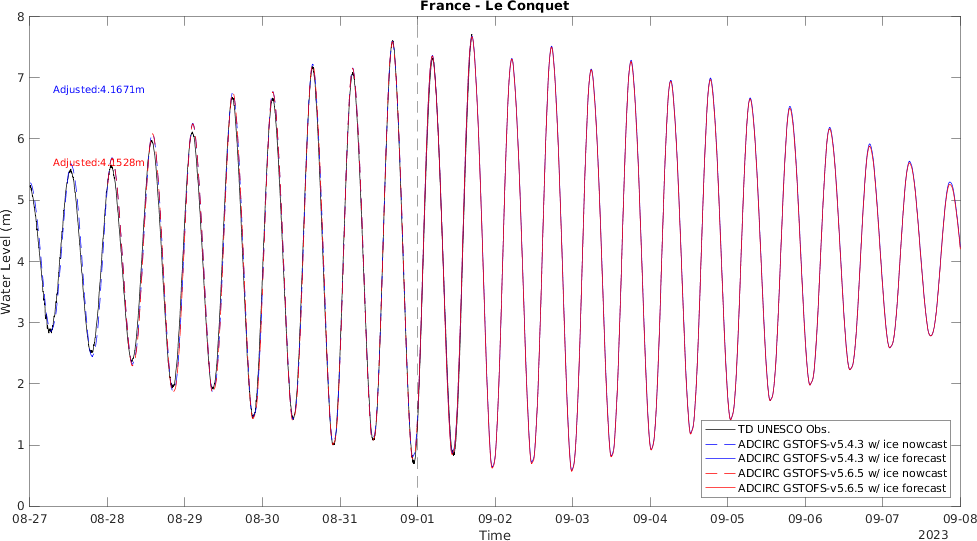 France - Le Conquet
8
7
6
5
4
3
2
1
0
Water Level (m)
Adjusted:4.1671m
Adjusted:4.1528m
TD UNESCO Obs.
ADCIRC GSTOFS-v5.4.3 w/ ice nowcast
ADCIRC GSTOFS-v5.4.3 w/ ice forecast
ADCIRC GSTOFS-v5.6.5 w/ ice nowcast
ADCIRC GSTOFS-v5.6.5 w/ ice forecast
08-27 08-28 08-29 08-30 08-31 09-01 09-02 09-03 09-04 09-05 09-06 09-07 09-08
Time
2023